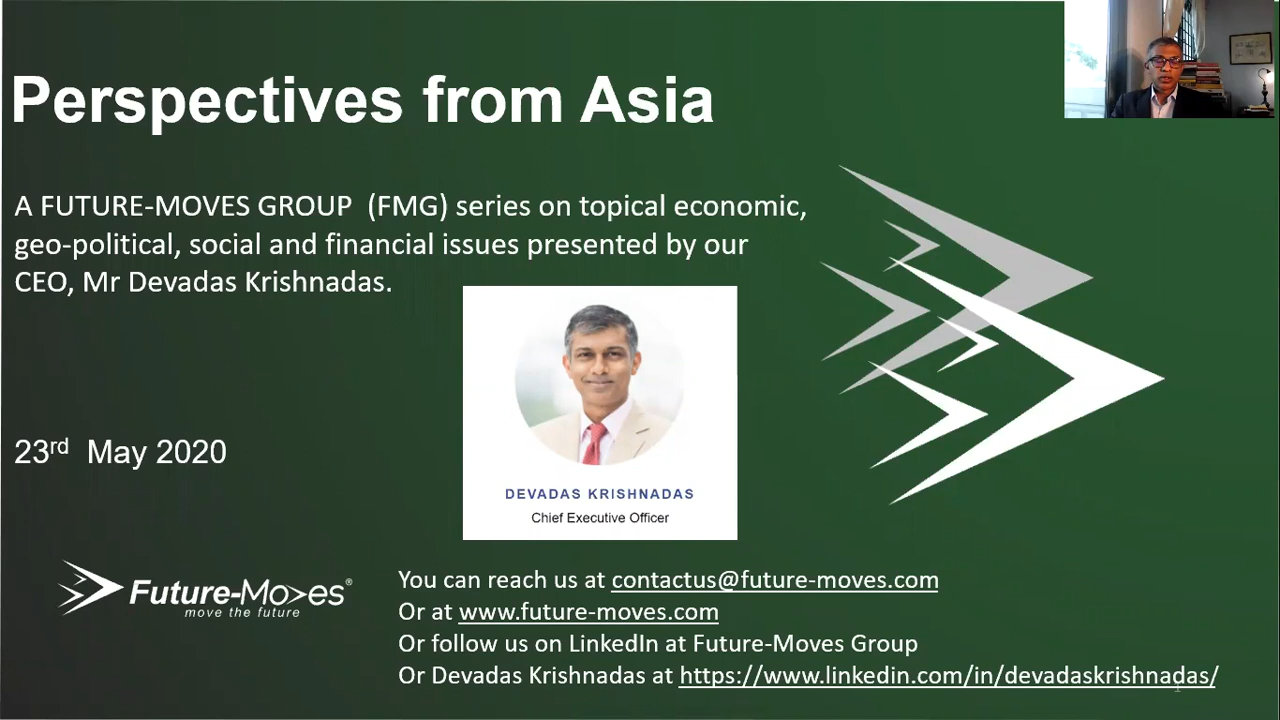 Perspectives from Asia
A FUTURE-MOVES GROUP (FMG) series on topical economic,
geo-political, social and financial issues presented by our
CEO, Mr Devadas Krishnadas.
23rd May 2020
DEVADAS KRISHNADAS
Chief Executive Officer
Future-Moves®
move the future
You can reach us at contactus@future-moves.com
Or at www.future-moves.com
Or follow us on LinkedIn at Future-Moves Group
Or Devadas Krishnadas at https://www.linkedin.com/in/devadaskrishnadas/
1